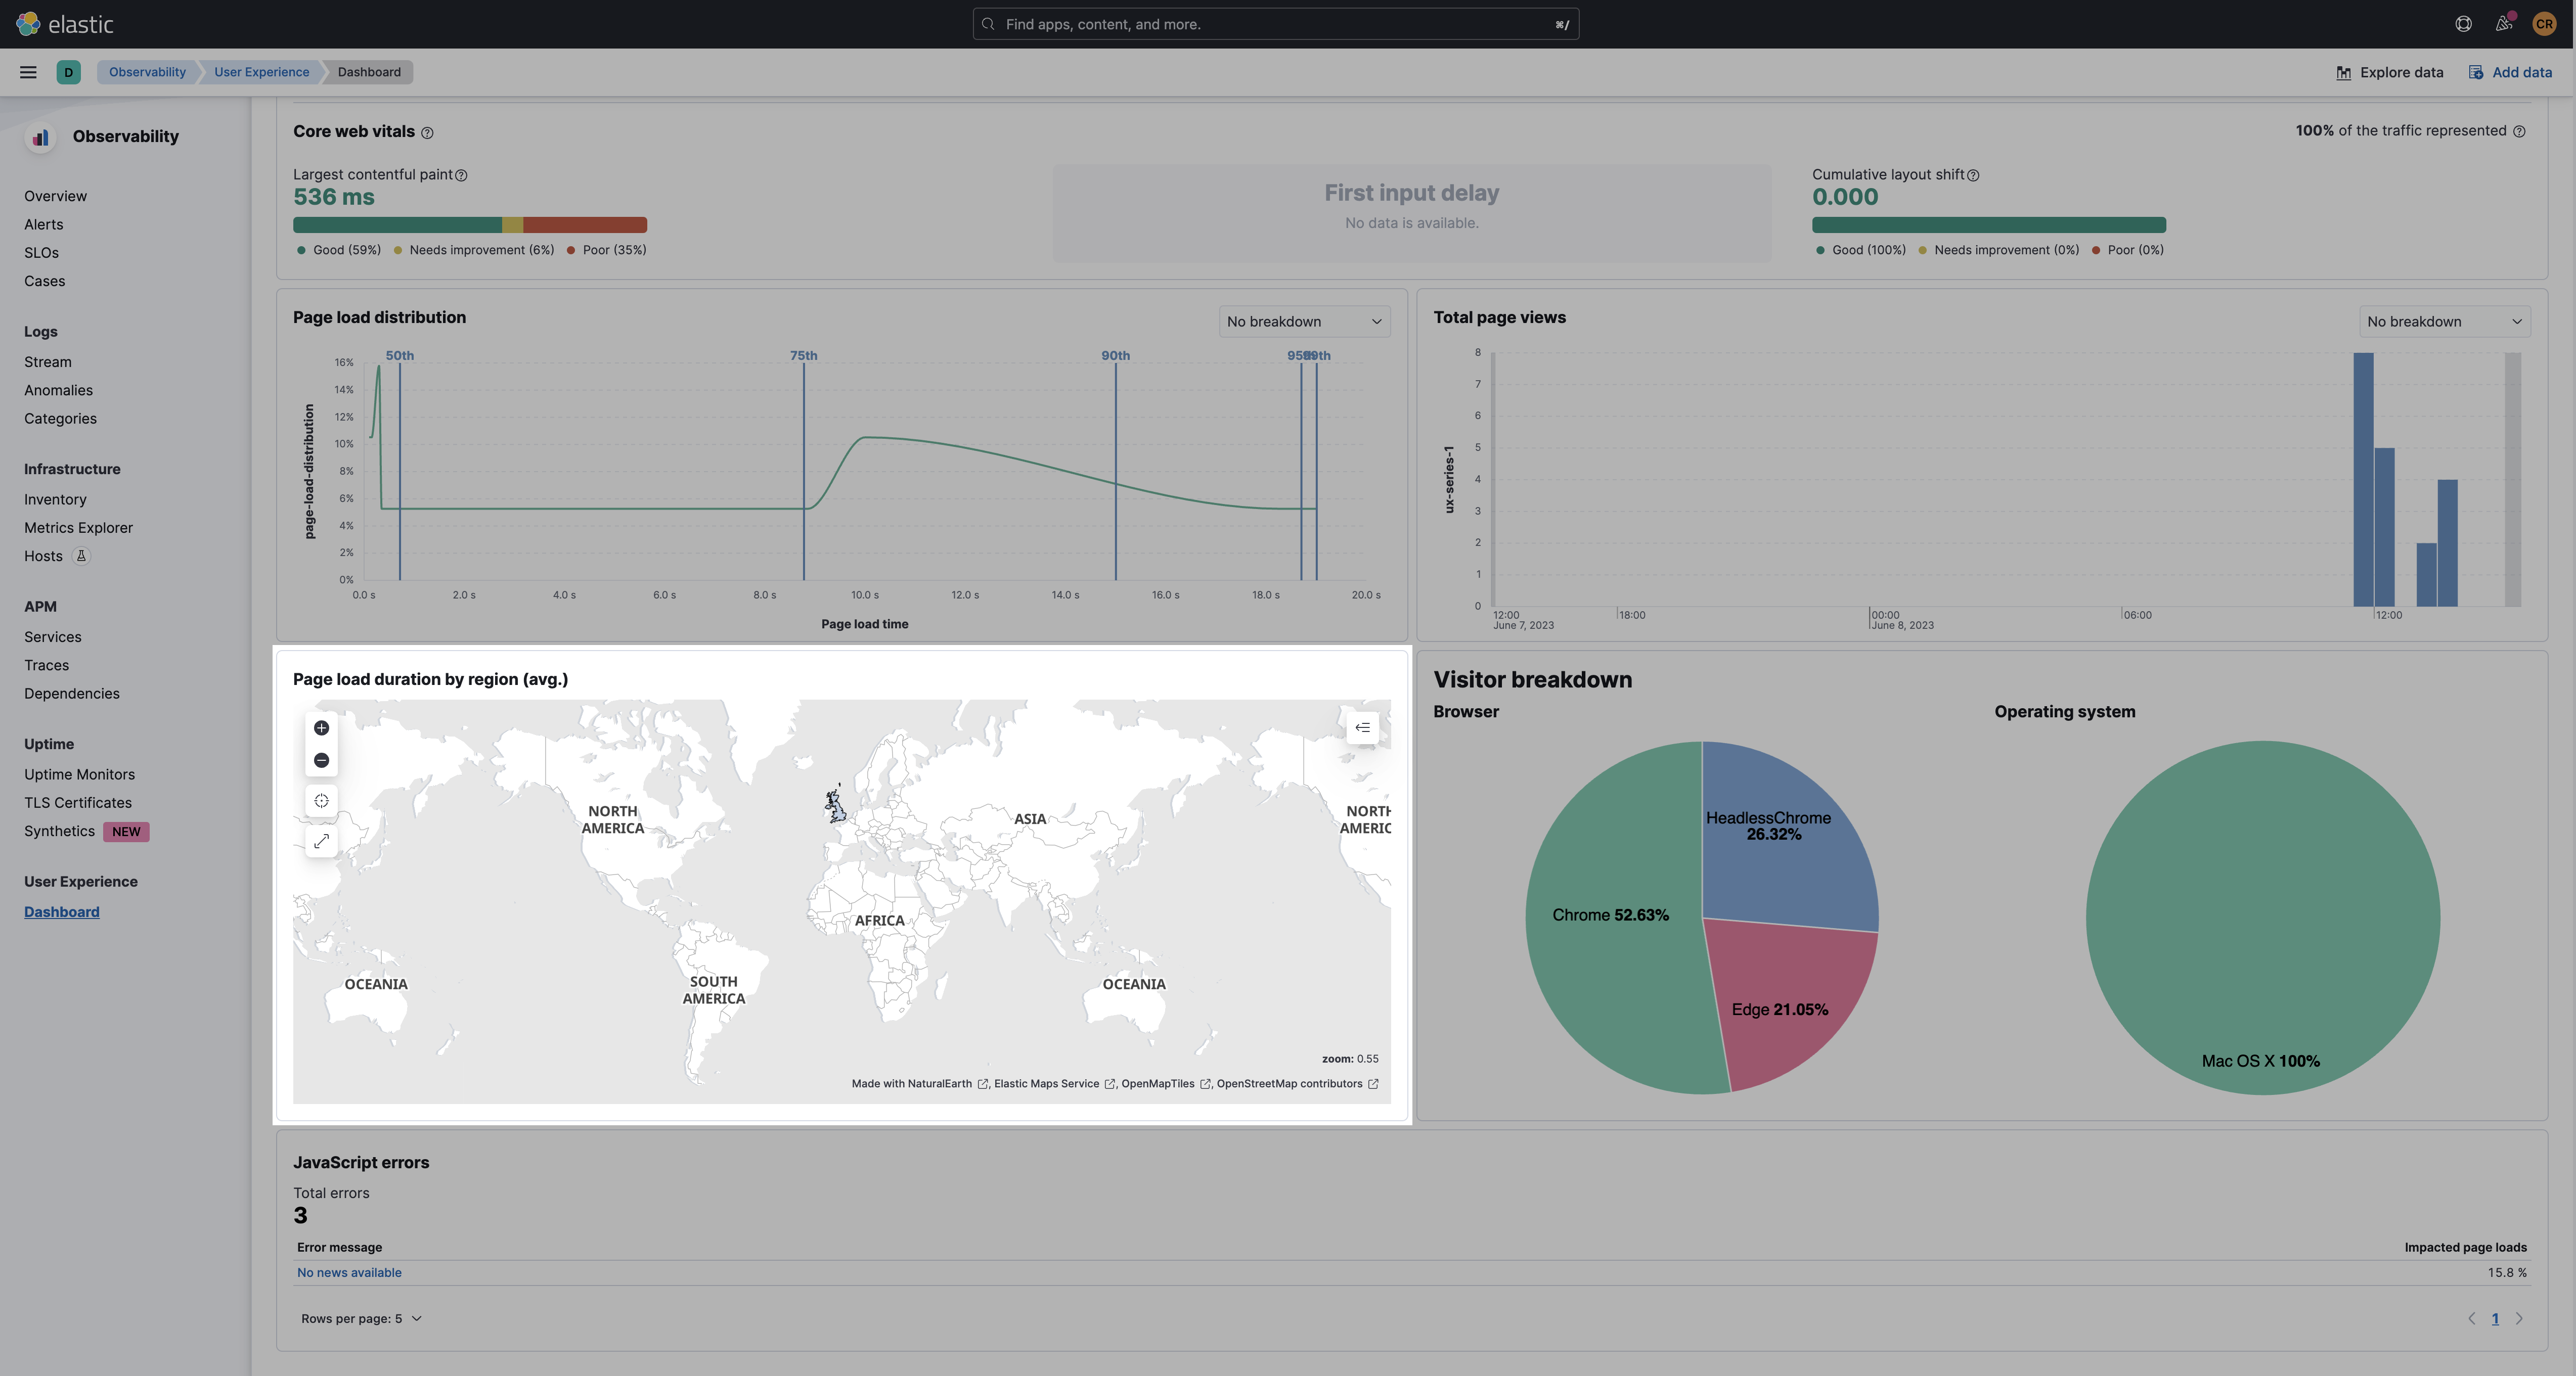 elastic
Find apps, content, and more.
⌘/
CR
D
Observability
User Experience
Dashboard
Explore data
Add data
Observability
Overview
Alerts
SLOs
Cases
Logs
Stream
Anomalies
Categories
Infrastructure
Inventory
Metrics Explorer
Hosts
APM
Services
Traces
Dependencies
Uptime
Uptime Monitors
TLS Certificates
Synthetics NEW
User Experience
Dashboard
Core web vitals
100% of the traffic represented
Largest contentful paint
536 ms
Good (59%) Needs improvement (6%) Poor (35%)
First input delay
No data is available.
Cumulative layout shift
0.000
Good (100%) Needs improvement (0%) Poor (0%)
Page load distribution
No breakdown
50th 75th 90th 95th 99th
page-load-distribution
16%
14%
12%
10%
8%
6%
4%
2%
0%
0.0 s 2.0 s 4.0 s 6.0 s 8.0 s 10.0 s 12.0 s 14.0 s 16.0 s 18.0 s 20.0 s
Page load time
Total page views
No breakdown
ux-series-1
8
7
6
5
4
3
2
1
0
12:00 18:00 00:00 06:00 12:00
June 7, 2023 June 8, 2023
Page load duration by region (avg.)
NORTH
AMERICA
ASIA
NORTH
AMERIC
AFRICA
OCEANIA
SOUTH
AMERICA
OCEANIA
zoom: 0.55
Made with NaturalEarth , Elastic Maps Service , OpenMapTiles , OpenStreetMap contributors
Visitor breakdown
Browser
HeadlessChrome
26.32%
Chrome 52.63%
Edge 21.05%
Operating system
Mac OS X 100%
JavaScript errors
Total errors
3
Error message Impacted page loads
No news available 15.8 %
Rows per page: 5
1